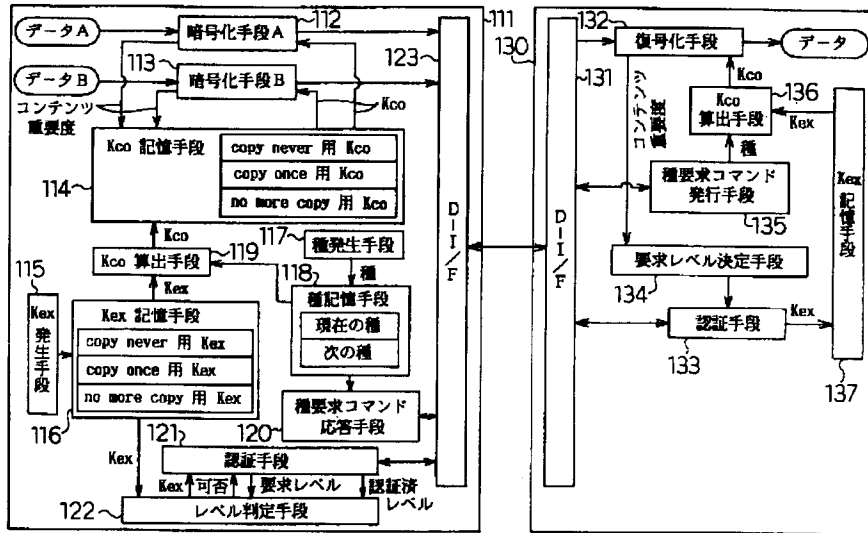 112
111
132
データA
暗号化手段A
130
復号化手段
データ
113
123
131
データB
暗号化手段B
Kco
136
コンテンツ
重要度
Kco
Kco
算出手段
Kex
Kco 記憶手段
copy never 用 Kco
copy once 用 Kco
no more copy 用 Kco
114
コンテンツ
重要度
種
種要求コマンド
発行手段
135
Kex
記憶手段
D-I/F
D-I/F
Kco
119
117
種発生手段
Kco 算出手段
118
種
要求レベル決定手段
134
115
Kex
種記憶手段
現在の種
次の種
Kex
発生手段
Kex 記憶手段
copy never 用 Kex
copy once 用 Kex
no more copy 用 Kex
認証手段
Kex
133
137
116
120
種要求コマンド
応答手段
121
Kex
認証手段
Kex
可否
要求レベル
認証済
レベル
122
レベル判定手段